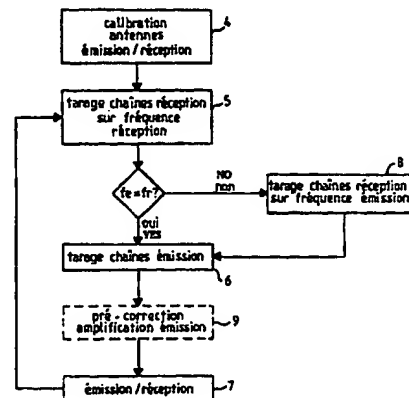 calibration
antennes
émission/réception
4
tarage chaînes réception
sur fréquence
réception
5
fe=fr?
NO
non
OUI
YES
8
tarage chaînes réception
sur fréquence émission
tarage chaînes émission
6
pré-correction
amplification émission
9
émission/réception
7